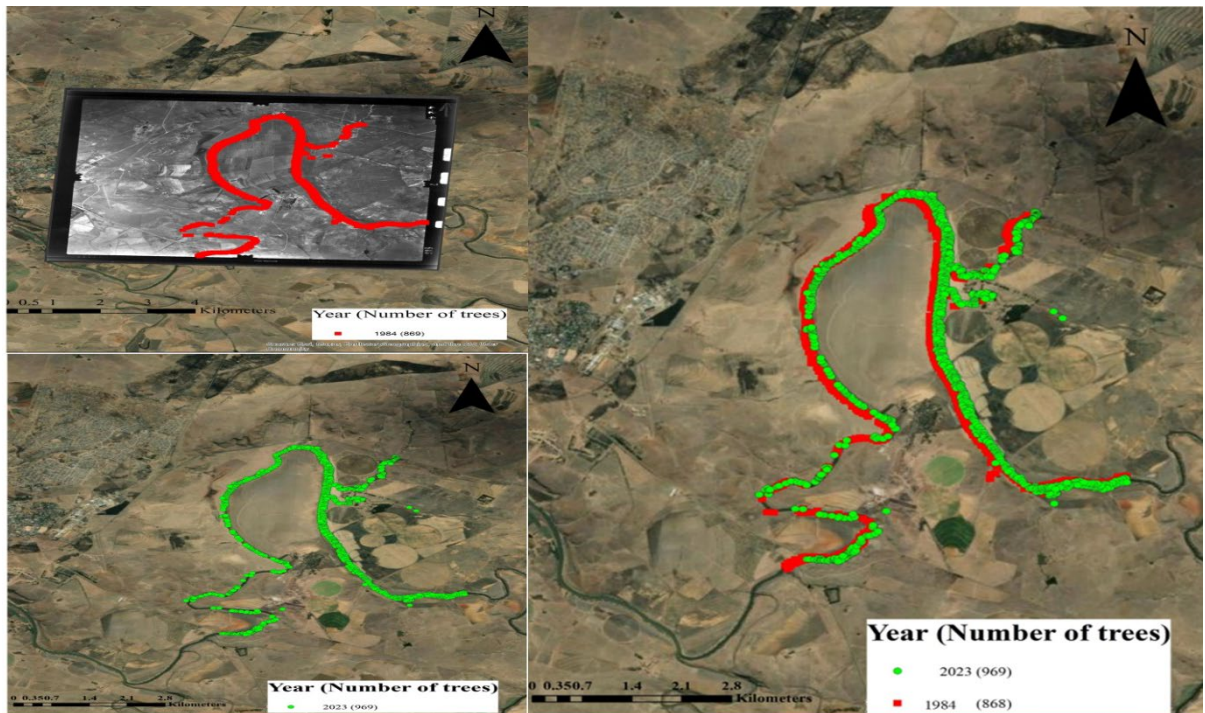 N
0 0.5 1 2 3 4
Kilometers
Year (Number of trees)
1984 (869)
N
0 0.350.7 1.4 2.1 2.8
Kilometers
Year (Number of trees)
2023 (969)
N
0 0.350.7 1.4 2.1 2.8
Kilometers
Year (Number of trees)
2023 (969)
1984 (868)